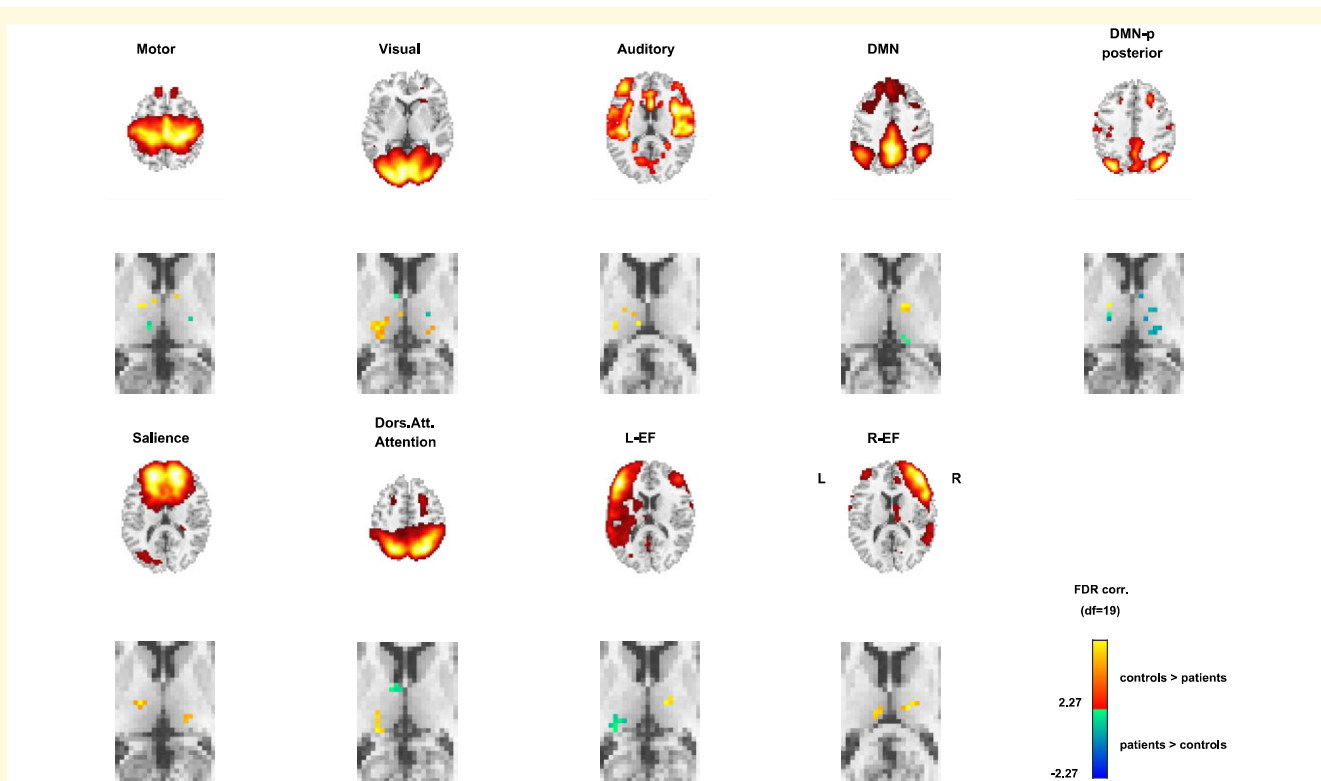 Motor
Visual
Auditory
DMN
DMN-p
posterior
Salience
Dors.Att.
Attention
L-EF
R-EF
L
R
FDR corr.
(df=19)
controls > patients
2.27
patients > controls
-2.27